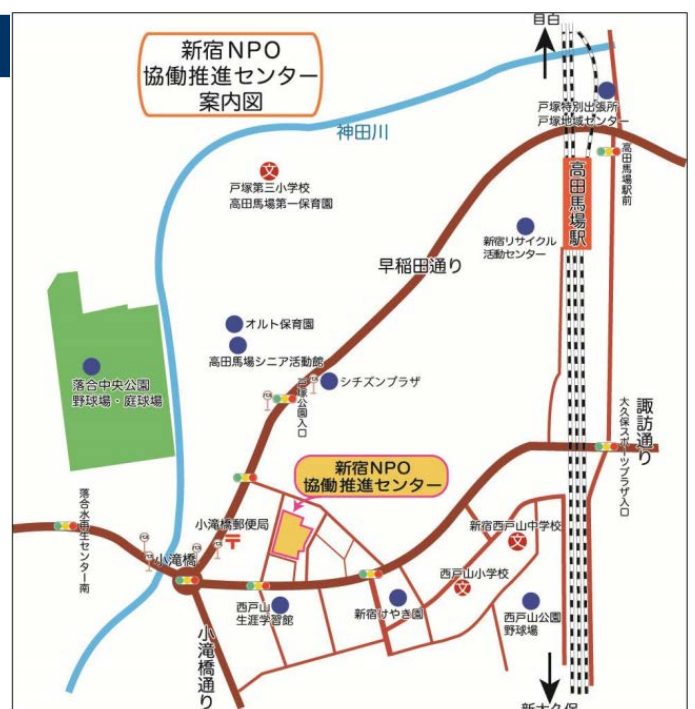 目白
新宿NPO
協働推進センター
案内図
神田川
戸塚特別出張所
戸塚地域センター
高田馬場駅前
文
戸塚第三小学校
高田馬場第一保育園
高田馬場駅
新宿リサイクル
活動センター
早稲田通り
オルト保育園
高田馬場シニア活動館
シチズンプラザ
落合中央公園
野球場・庭球場
戸塚公園入口
諏訪通り
大久保スポーツプラザ入口
新宿NPO
協働推進センター
落合水再生センター南
小滝橋郵便局
〒
新宿西戸山中学校
文
小滝橋
西戸山小学校
文
西戸山
生涯学習館
新宿けやき園
西戸山公園
野球場
小滝橋通り
新大久保